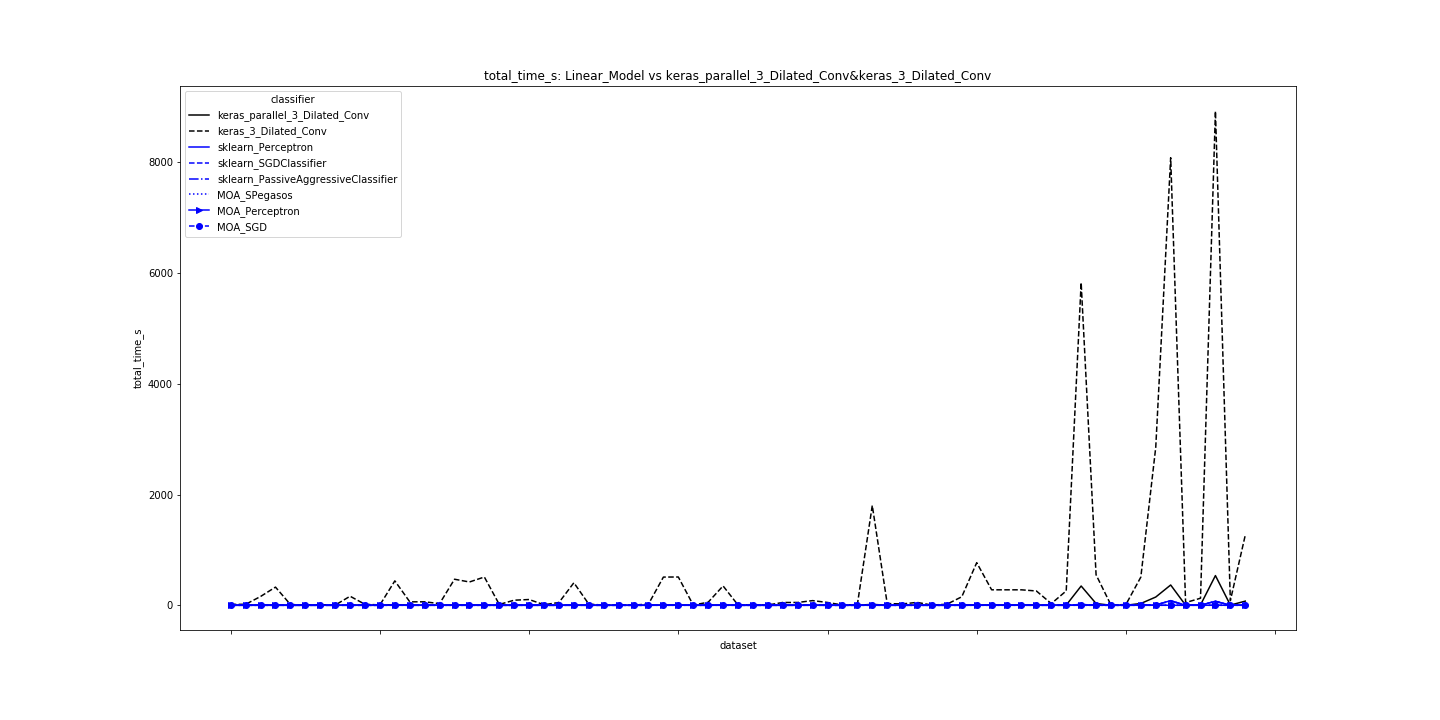 total_time_s: Linear_Model vs keras_parallel_3_Dilated_Conv&keras_3_Dilated_Conv
classifier
keras_parallel_3_Dilated_Conv
keras_3_Dilated_Conv
sklearn_Perceptron
sklearn_SGDClassifier
sklearn_PassiveAggressiveClassifier
MOA_SPegasos
MOA_Perceptron
MOA_SGD
8000
6000
4000
2000
0
total_time_s
dataset